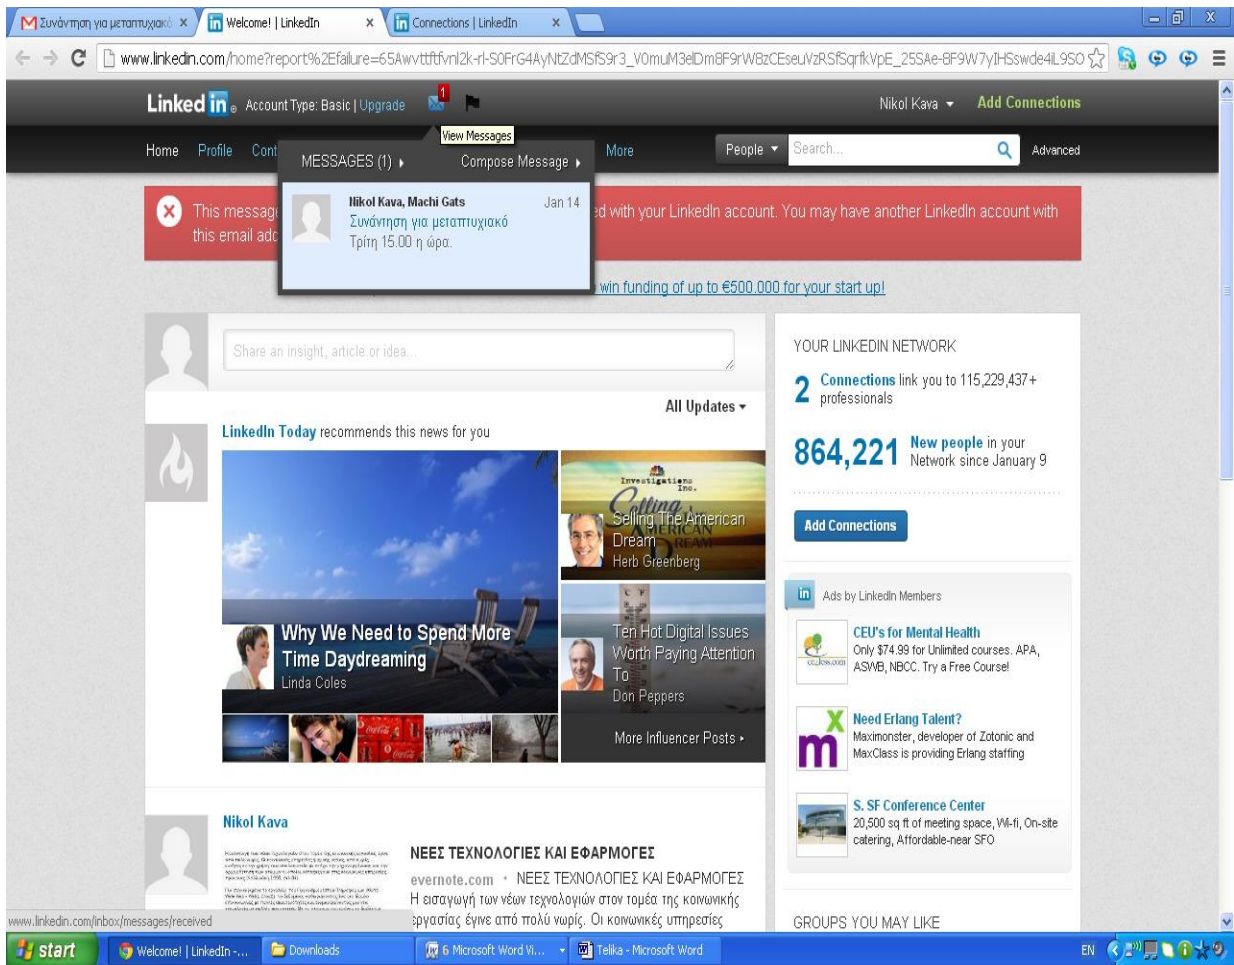 Συνάντηση για μεταπτυχιακό
Welcome! | LinkedIn
Connections | LinkedIn
www.linkedin.com/home?report%2Efailure=
Linked in® Account Type: Basic | Upgrade
1
Nikol Kava
Add Connections
View Messages
Home Profile Cont
More
People
Search...
Advanced
MESSAGES (1)
Compose Message
Nikol Kava, Machi Gats
Jan 14
Συνάντηση για μεταπτυχιακό
Τρίτη 15.00 η ώρα.
This message
ed with your LinkedIn account. You may have another LinkedIn account with
this email add
win funding of up to €500.000 for your start up!
Share an insight, article or idea...
All Updates
LinkedIn Today recommends this news for you
Why We Need to Spend More
Time Daydreaming
Linda Coles
Investigations
Inc.
Selling The American
Dream
Herb Greenberg
Ten Hot Digital Issues
Worth Paying Attention
To
Don Peppers
More Influencer Posts
YOUR LINKEDIN NETWORK
2 Connections link you to 115,229,437+
professionals
864,221 New people in your
Network since January 9
Add Connections
in Ads by LinkedIn Members
CEU's for Mental Health
Only $74.99 for Unlimited courses. APA,
ASWB, NBCC. Try a Free Course!
Need Erlang Talent?
Maximonster, developer of Zotonic and
MaxClass is providing Erlang staffing
S. SF Conference Center
20,500 sq ft of meeting space, Wi-fi, On-site
catering, Affordable-near SFO
GROUPS YOU MAY LIKE
Nikol Kava
ΝΕΕΣ ΤΕΧΝΟΛΟΓΙΕΣ ΚΑΙ ΕΦΑΡΜΟΓΕΣ
evernote.com · ΝΕΕΣ ΤΕΧΝΟΛΟΓΙΕΣ ΚΑΙ ΕΦΑΡΜΟΓΕΣ
Η εισαγωγή των νέων τεχνολογιών στον τομέα της κοινωνικής
εργασίας έγινε από πολύ νωρίς. Οι κοινωνικές υπηρεσίες
www.linkedin.com/inbox/messages/received
start
Welcome! | LinkedIn -...
Downloads
6 Microsoft Word Vi...
Telika - Microsoft Word
EN